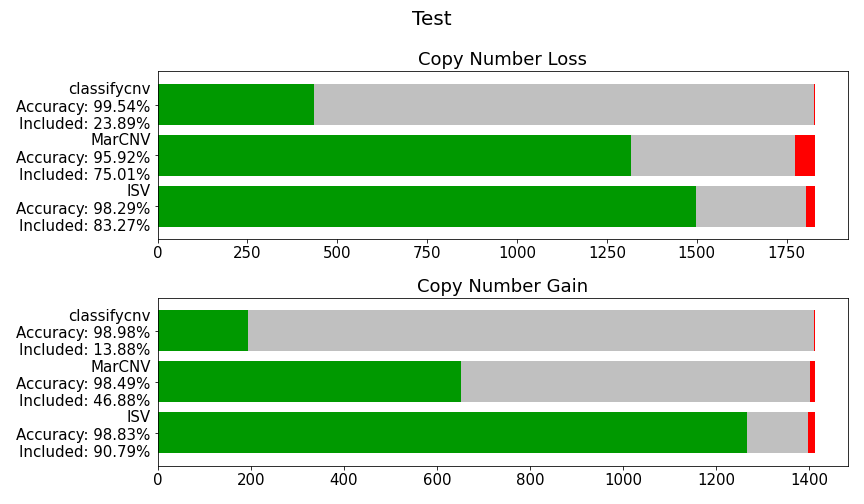 Test
Copy Number Loss
classifycnv
Accuracy: 99.54%
Included: 23.89%
MarCNV
Accuracy: 95.92%
Included: 75.01%
ISV
Accuracy: 98.29%
Included: 83.27%
0 250 500 750 1000 1250 1500 1750
Copy Number Gain
classifycnv
Accuracy: 98.98%
Included: 13.88%
MarCNV
Accuracy: 98.49%
Included: 46.88%
ISV
Accuracy: 98.83%
Included: 90.79%
0 200 400 600 800 1000 1200 1400